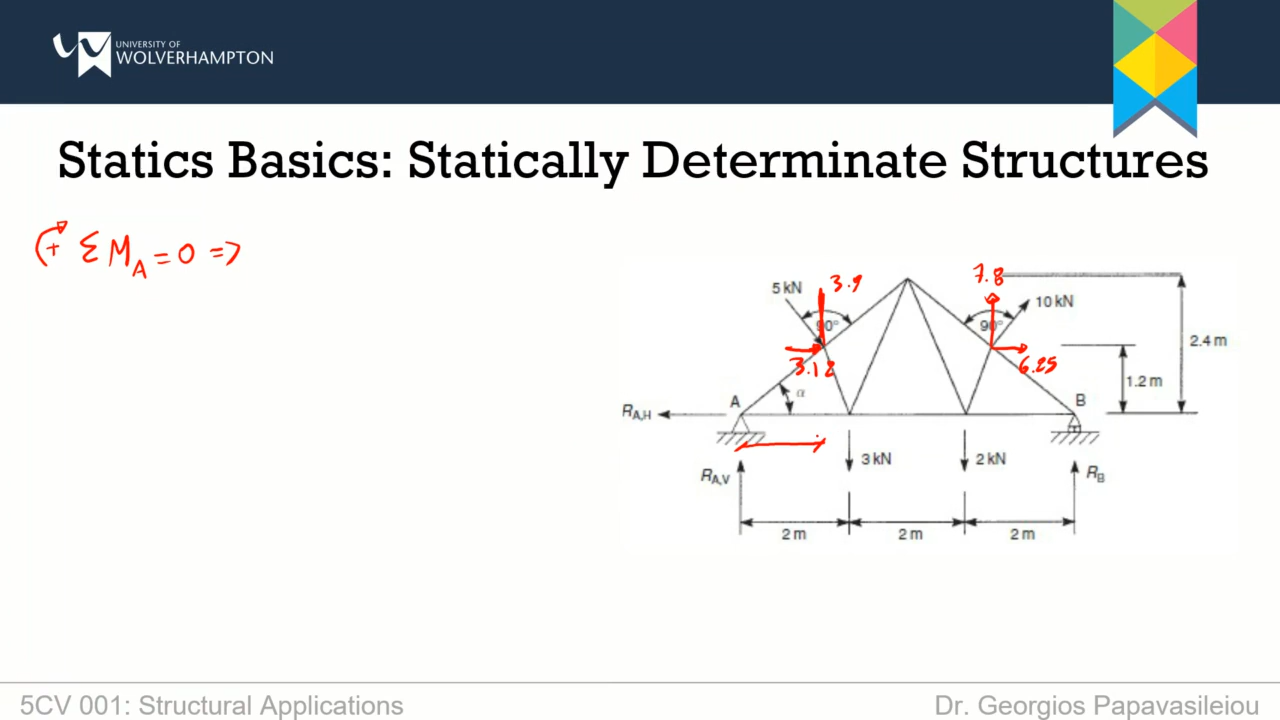 UNIVERSITY OF
WOLVERHAMPTON
Statics Basics: Statically Determinate Structures
(+ ΣM_A = 0 =>
7.8
5 kN
3.9
10 kN
90°
90°
2.4 m
3.12
6.25
1.2 m
α
A
B
R_A,H
3 kN
2 kN
R_A,V
R_B
2 m
2 m
2 m
5CV 001: Structural Applications
Dr. Georgios Papavasileiou